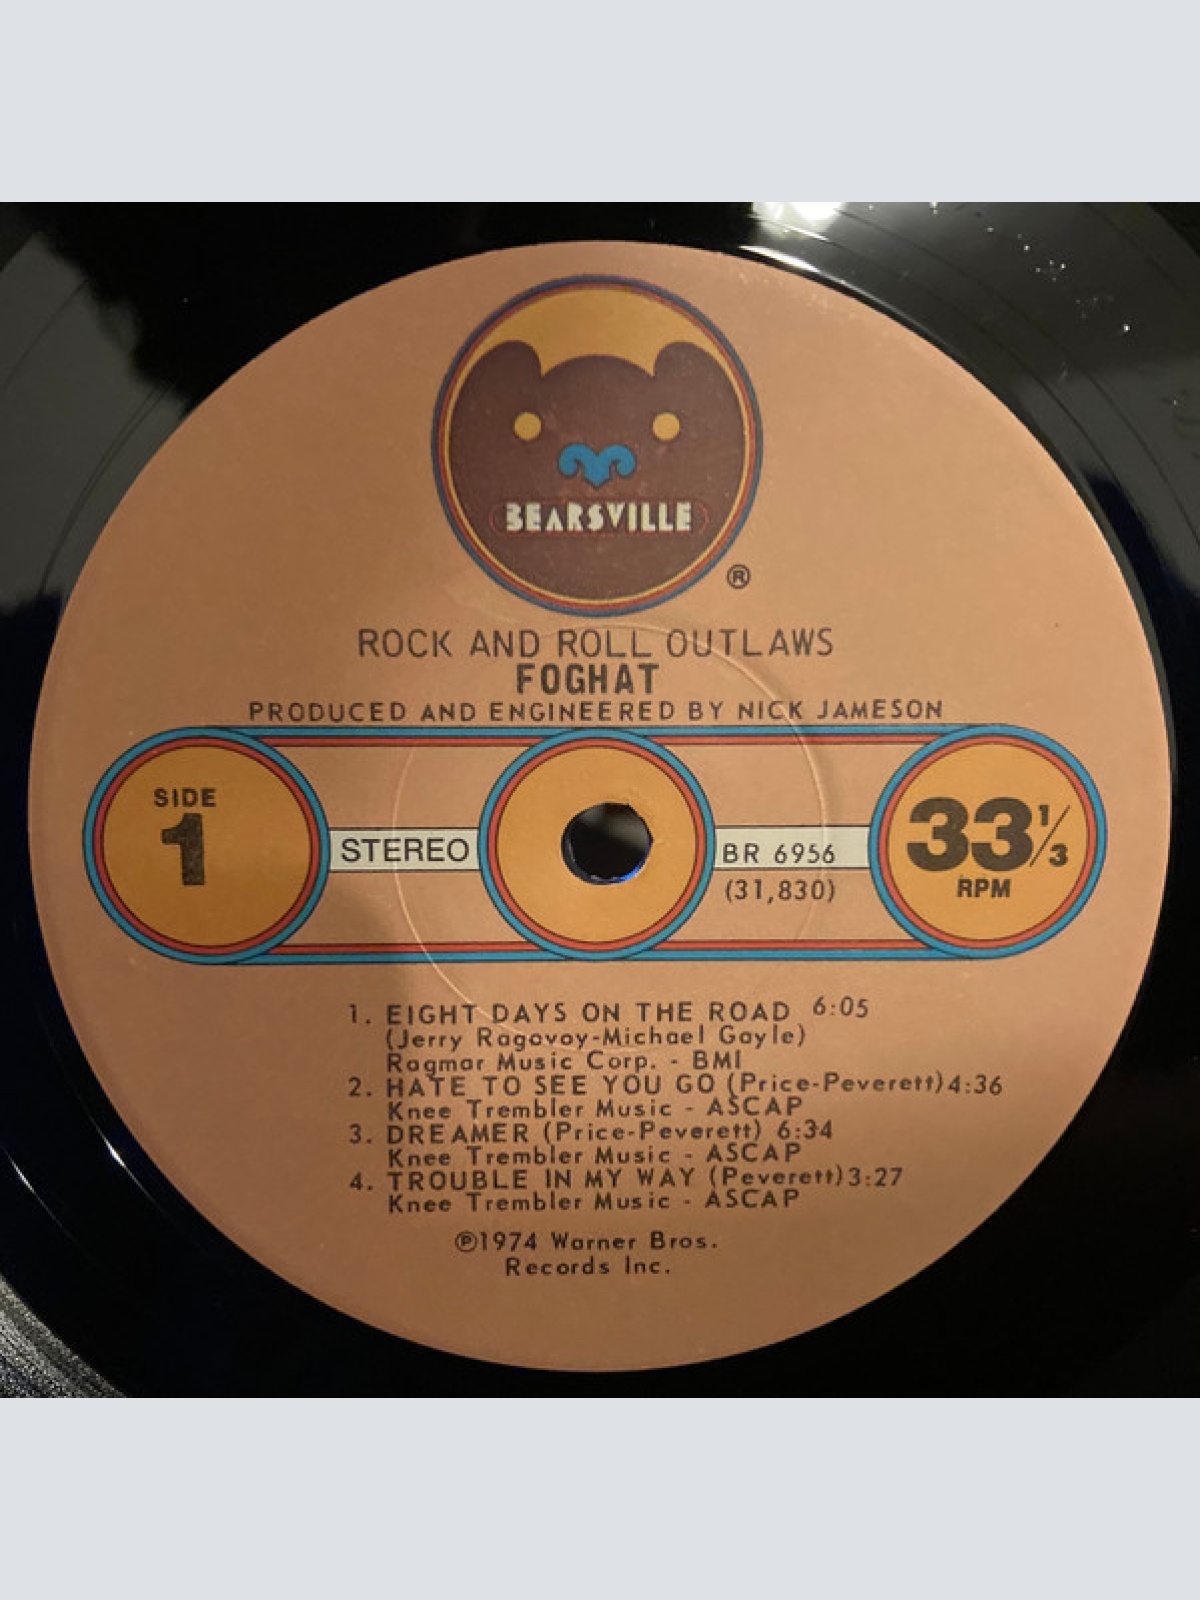 BEARSVILLE
®
ROCK AND ROLL OUTLAWS
FOGHAT
PRODUCED AND ENGINEERED BY NICK JAMESON
SIDE
1
STEREO
BR 6956
(31,830)
33 1/3
RPM
1. EIGHT DAYS ON THE ROAD 6:05
(Jerry Ragovoy-Michael Gayle)
Ragmar Music Corp. - BMI
2. HATE TO SEE YOU GO (Price-Peverett) 4:36
Knee Trembler Music - ASCAP
3. DREAMER (Price-Peverett) 6:34
Knee Trembler Music - ASCAP
4. TROUBLE IN MY WAY (Peverett) 3:27
Knee Trembler Music - ASCAP
℗1974 Warner Bros.
Records Inc.